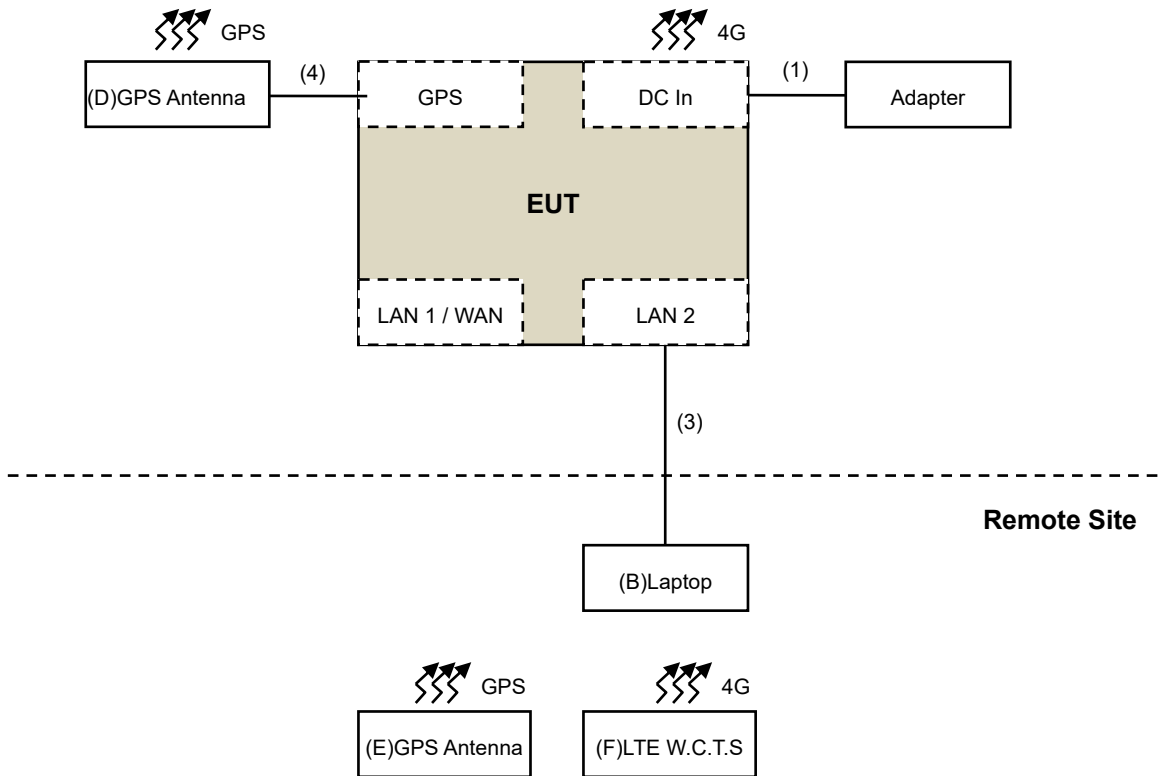 GPS
4G
(D)GPS Antenna
(4)
GPS
DC In
(1)
Adapter
EUT
LAN 1 / WAN
LAN 2
(3)
Remote Site
(B)Laptop
GPS
4G
(E)GPS Antenna
(F)LTE W.C.T.S